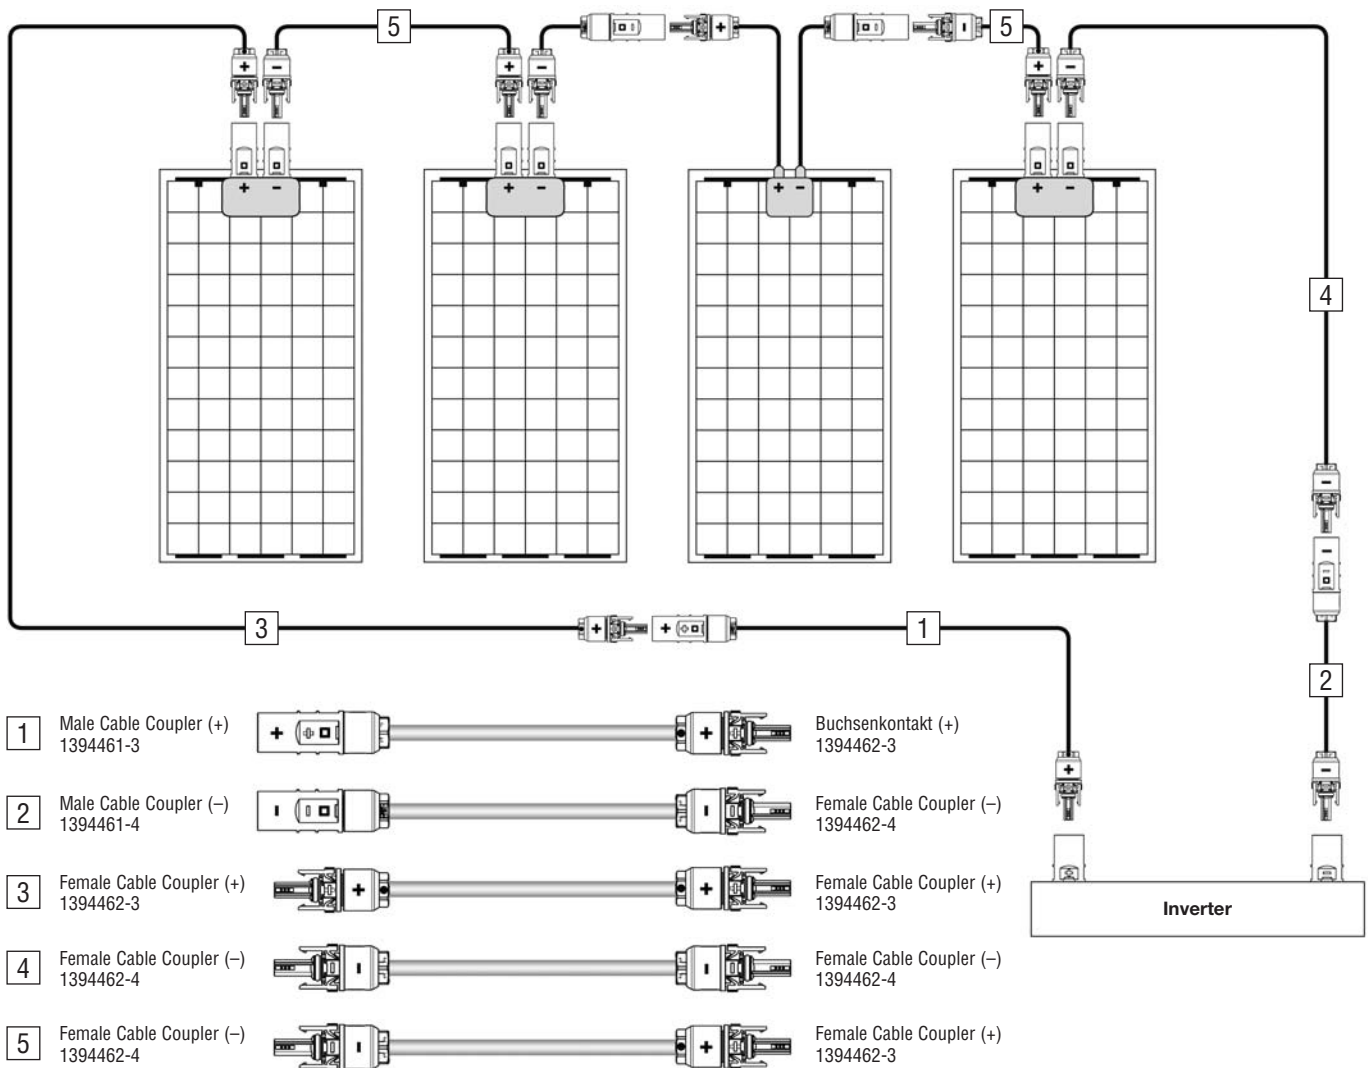 5
5
+ − + − + − + −
+ − + − + − + −
4
−
−
3
+
+
1
2
1 Male Cable Coupler (+)
1394461-3
+ +
Buchsenkontakt (+)
1394462-3
+
−
2 Male Cable Coupler (–)
1394461-4
- -
Female Cable Coupler (–)
1394462-4
3 Female Cable Coupler (+)
1394462-3
+ +
Female Cable Coupler (+)
1394462-3
Inverter
4 Female Cable Coupler (–)
1394462-4
- -
Female Cable Coupler (–)
1394462-4
5 Female Cable Coupler (–)
1394462-4
- +
Female Cable Coupler (+)
1394462-3